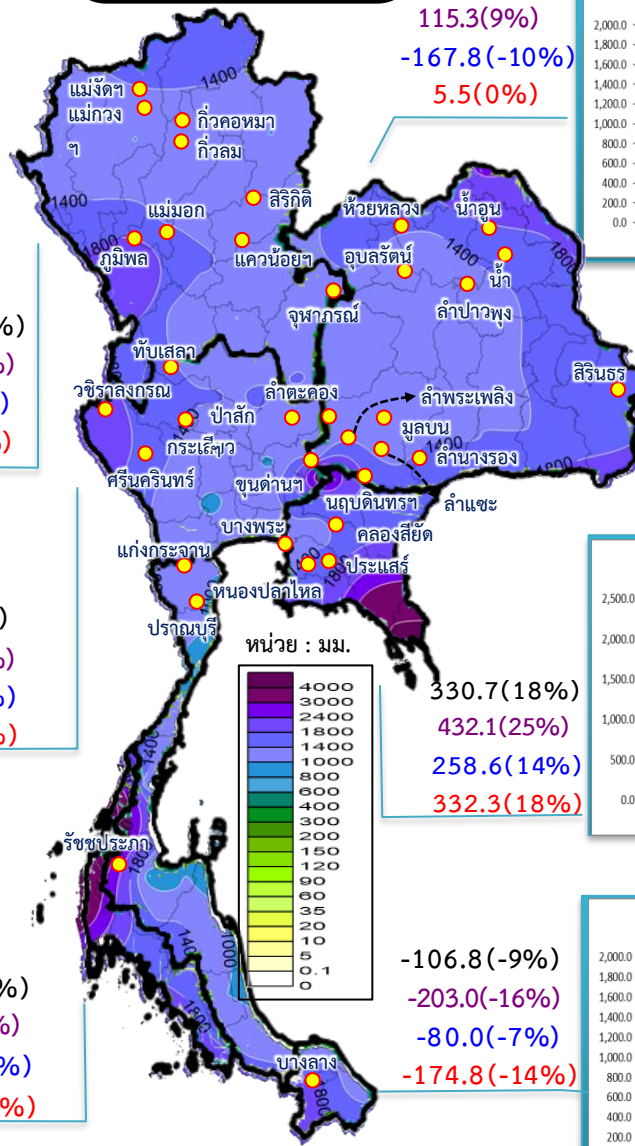 115.3(9%)
-167.8(-10%)
5.5(0%)
2,000.0
1,800.0
1,600.0
1,400.0
1,200.0
1,000.0
800.0
600.0
400.0
200.0
0.0
1400
แม่งัดฯ
แม่กวง
ฯ
กิ่วคอหมา
กิ่วลม
1400
สิริกิติ์
แม่มอก
ห้วยหลวง
น้ำอูน
1800
ภูมิพล
แควน้อยฯ
1400
1800
อุบลรัตน์
น้ำ
จุฬาภรณ์
ลำปาวพุง
%)
ทับเสลา
สิรินธร
%)
วชิราลงกรณ
ลำตะคอง
ลำพระเพลิง
)
1400
ป่าสัก
มูลบน
%)
กระเสียว
1400
ลำนางรอง
1800
ศรีนครินทร์
ขุนด่านฯ
นฤบดินทรฯ
ลำแซะ
บางพระ
คลองสียัด
แก่งกระจาน
1400
1800
ประแสร์
หนองปลาไหล
ปราณบุรี
2,500.0
2,000.0
1,500.0
1,000.0
500.0
0.0
%)
%)
%)
%)
หน่วย : มม.
4000
3000
2400
1800
1400
1000
800
600
400
300
200
150
120
90
60
35
20
10
5
0.1
0
330.7(18%)
432.1(25%)
258.6(14%)
332.3(18%)
1400
รัชชประภา
1800
1400
1000
1800
%)
%)
%)
%)
-106.8(-9%)
-203.0(-16%)
-80.0(-7%)
-174.8(-14%)
บางลาง
1800
2,000.0
1,800.0
1,600.0
1,400.0
1,200.0
1,000.0
800.0
600.0
400.0
200.0